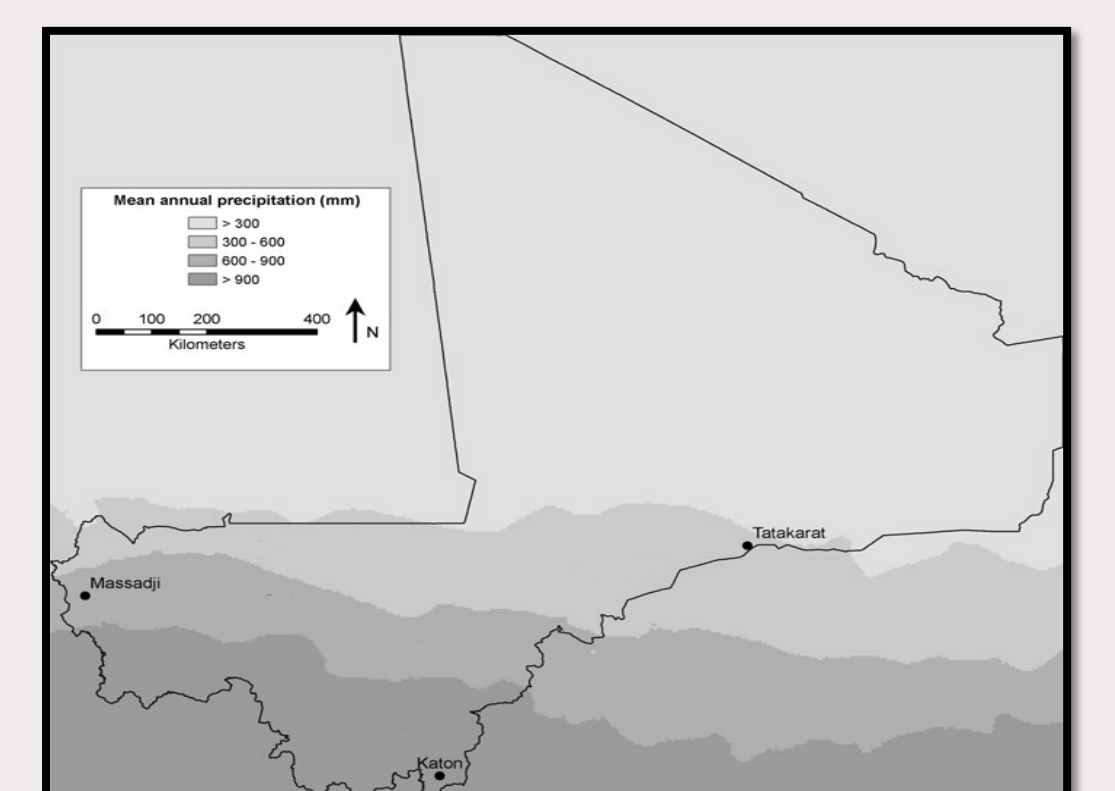 Mean annual precipitation (mm)
> 300
300 - 600
600 - 900
> 900
0 100 200 400
N
Kilometers
Tatakarat
Massadji
Katon